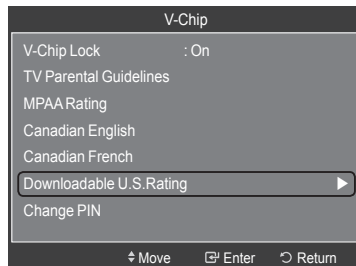 V-Chip
V-Chip Lock : On
TV Parental Guidelines
MPAA Rating
Canadian English
Canadian French
Downloadable U.S.Rating
Change PIN
Move Enter Return